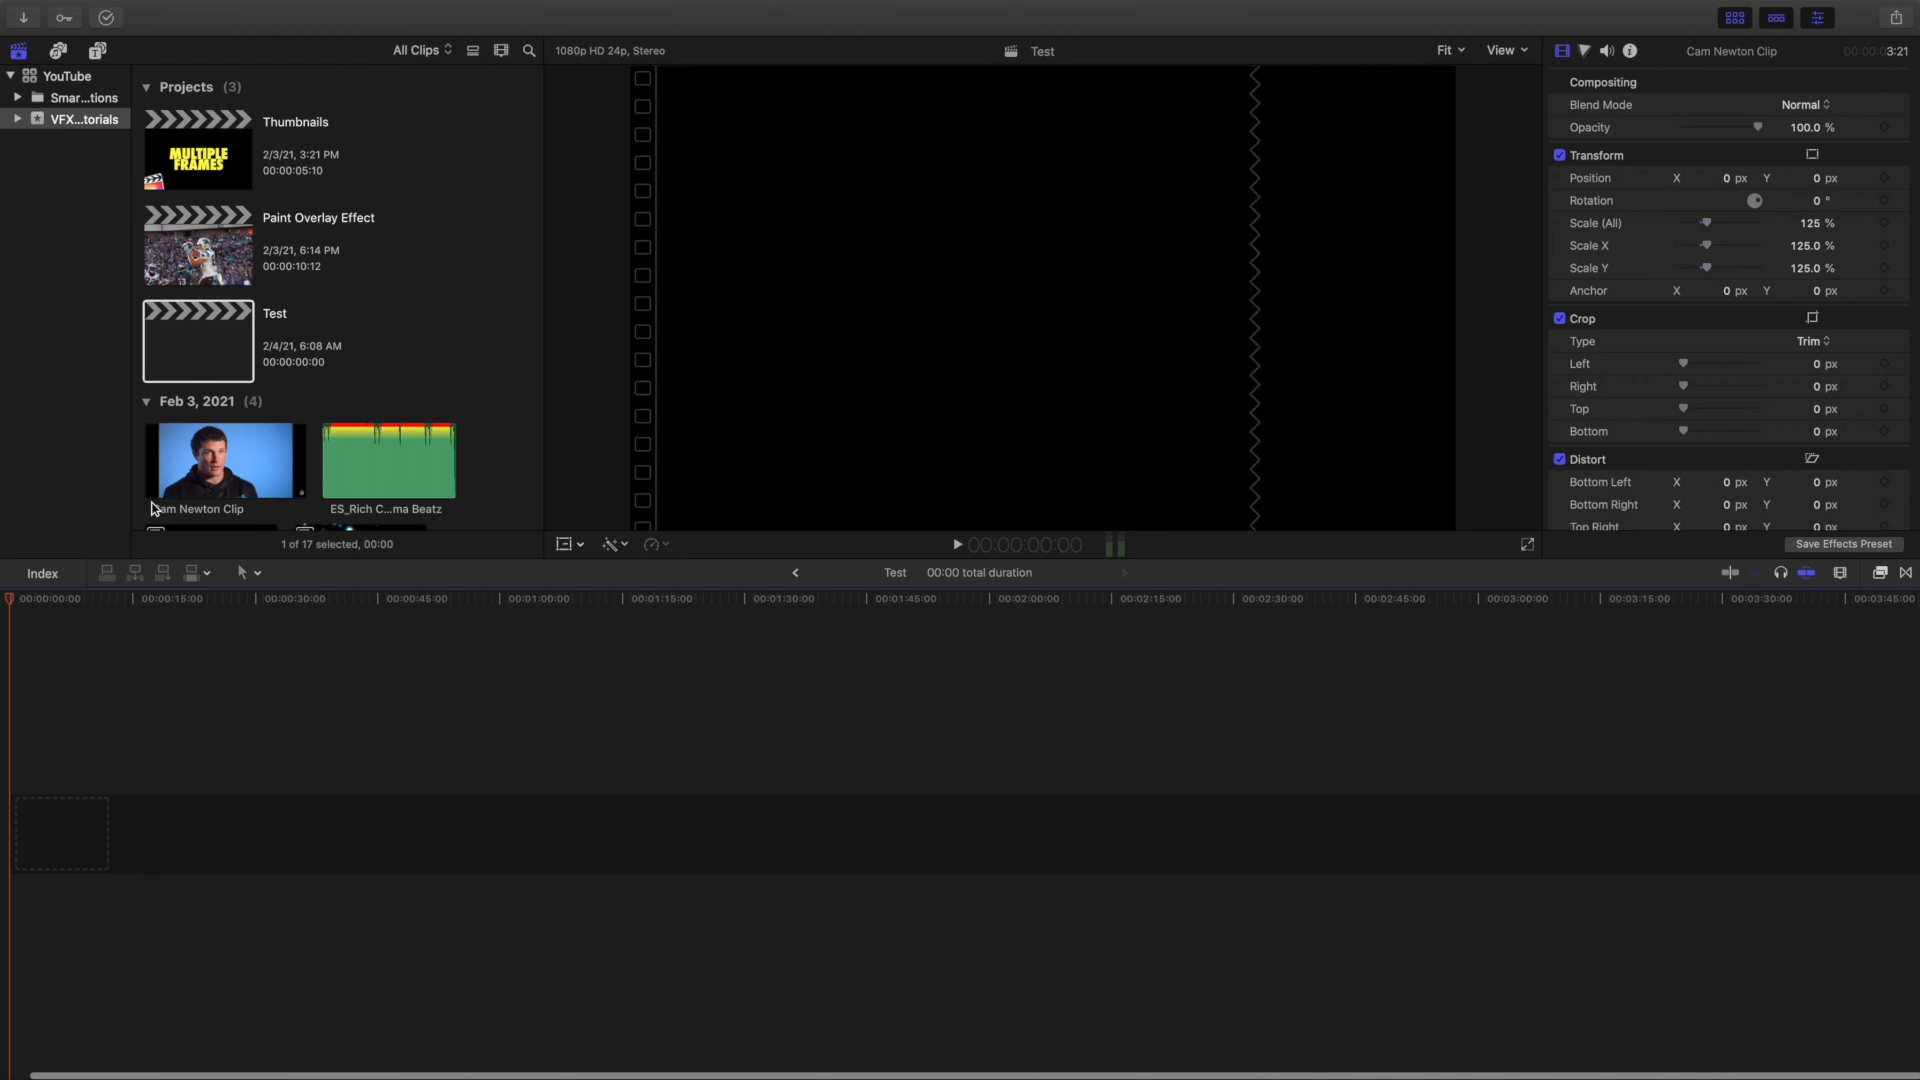 All Clips
1080p HD 24p, Stereo
Test
Fit
View
Cam Newton Clip
00:00:03:21
YouTube
Smar...tions
VFX...torials
Projects (3)
Thumbnails
2/3/21, 3:21 PM
00:00:05:10
MULTIPLE
FRAMES
Paint Overlay Effect
2/3/21, 6:14 PM
00:00:10:12
Test
2/4/21, 6:08 AM
00:00:00:00
Feb 3, 2021 (4)
Cam Newton Clip
ES_Rich C...ma Beatz
1 of 17 selected, 00:00
00:00:00:00
Compositing
Blend Mode Normal
Opacity 100.0 %
Transform
Position X 0 px Y 0 px
Rotation 0 °
Scale (All) 125 %
Scale X 125.0 %
Scale Y 125.0 %
Anchor X 0 px Y 0 px
Crop
Type Trim
Left 0 px
Right 0 px
Top 0 px
Bottom 0 px
Distort
Bottom Left X 0 px Y 0 px
Bottom Right X 0 px Y 0 px
Top Right X 0 px Y 0 px
Save Effects Preset
Index
Test 00:00 total duration
00:00:00:00 00:00:15:00 00:00:30:00 00:00:45:00 00:01:00:00 00:01:15:00 00:01:30:00 00:01:45:00 00:02:00:00 00:02:15:00 00:02:30:00 00:02:45:00 00:03:00:00 00:03:15:00 00:03:30:00 00:03:45:00